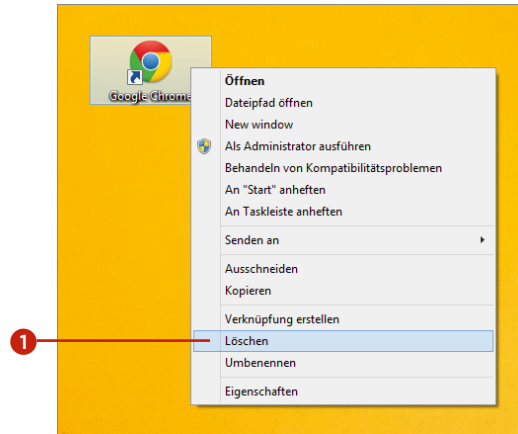 Google Chrome
Öffnen
Dateipfad öffnen
New window
Als Administrator ausführen
Behandeln von Kompatibilitätsproblemen
An "Start" anheften
An Taskleiste anheften
Senden an
Ausschneiden
Kopieren
Verknüpfung erstellen
1
Löschen
Umbenennen
Eigenschaften